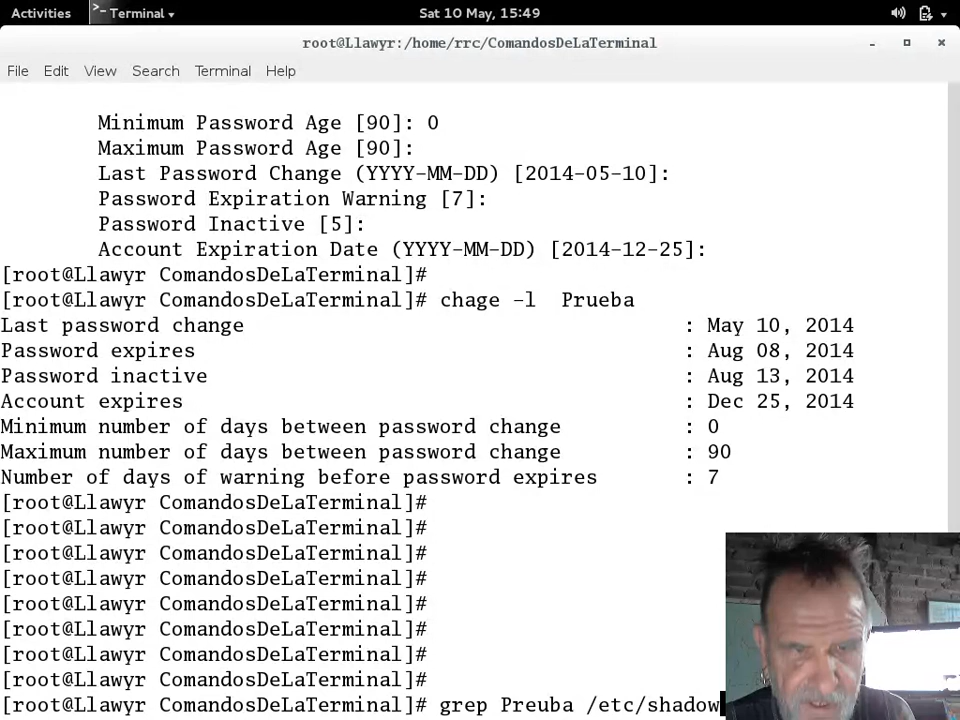 Activities
Terminal
Sat 10 May, 15:49
root@Llawyr:/home/rrc/ComandosDeLaTerminal
File Edit View Search Terminal Help
Minimum Password Age [90]: 0
Maximum Password Age [90]:
Last Password Change (YYYY-MM-DD) [2014-05-10]:
Password Expiration Warning [7]:
Password Inactive [5]:
Account Expiration Date (YYYY-MM-DD) [2014-12-25]:
[root@Llawyr ComandosDeLaTerminal]#
[root@Llawyr ComandosDeLaTerminal]# chage -l  Prueba
Last password change : May 10, 2014
Password expires : Aug 08, 2014
Password inactive : Aug 13, 2014
Account expires : Dec 25, 2014
Minimum number of days between password change : 0
Maximum number of days between password change : 90
Number of days of warning before password expires : 7
[root@Llawyr ComandosDeLaTerminal]#
[root@Llawyr ComandosDeLaTerminal]#
[root@Llawyr ComandosDeLaTerminal]#
[root@Llawyr ComandosDeLaTerminal]#
[root@Llawyr ComandosDeLaTerminal]#
[root@Llawyr ComandosDeLaTerminal]#
[root@Llawyr ComandosDeLaTerminal]#
[root@Llawyr ComandosDeLaTerminal]#
[root@Llawyr ComandosDeLaTerminal]# grep Preuba /etc/shadow